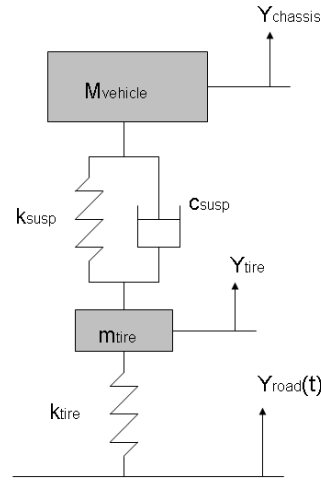 Ychassis
Mvehicle
csusp
ksusp
Ytire
mtire
Yroad(t)
ktire